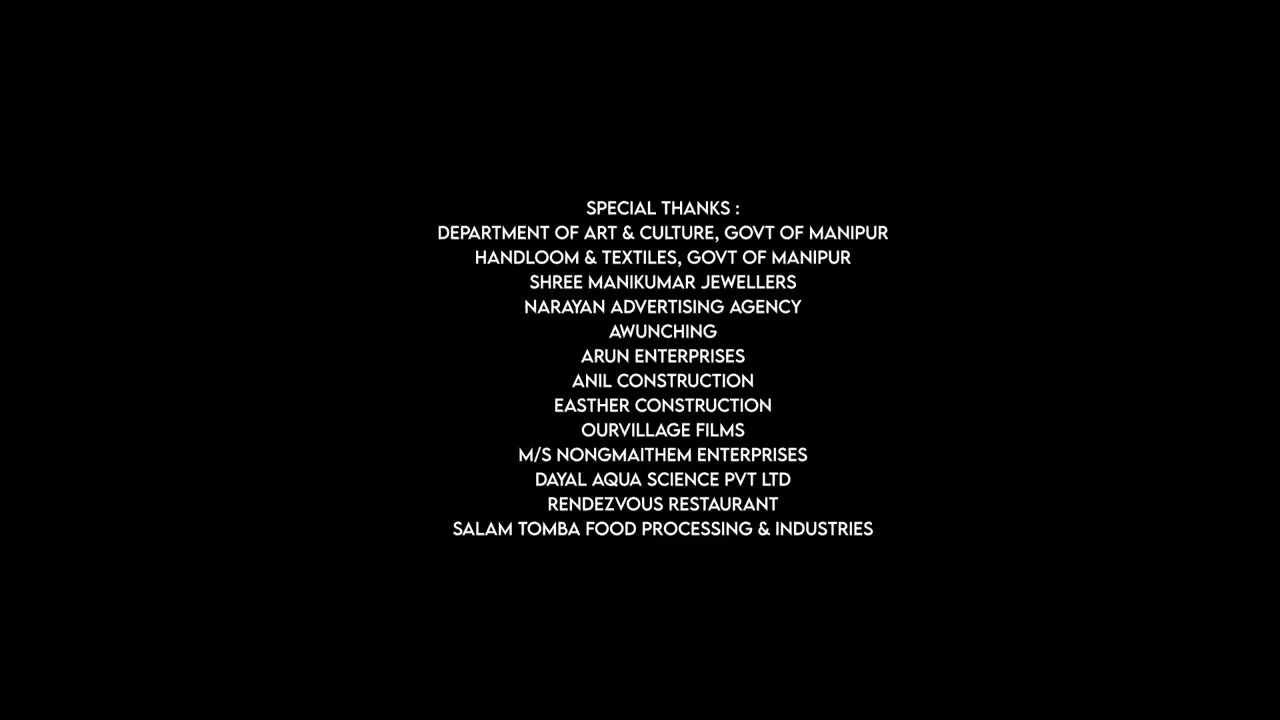 SPECIAL THANKS :
DEPARTMENT OF ART & CULTURE, GOVT OF MANIPUR
HANDLOOM & TEXTILES, GOVT OF MANIPUR
SHREE MANIKUMAR JEWELLERS
NARAYAN ADVERTISING AGENCY
AWUNCHING
ARUN ENTERPRISES
ANIL CONSTRUCTION
EASTHER CONSTRUCTION
OURVILLAGE FILMS
M/S NONGMAITHEM ENTERPRISES
DAYAL AQUA SCIENCE PVT LTD
RENDEZVOUS RESTAURANT
SALAM TOMBA FOOD PROCESSING & INDUSTRIES